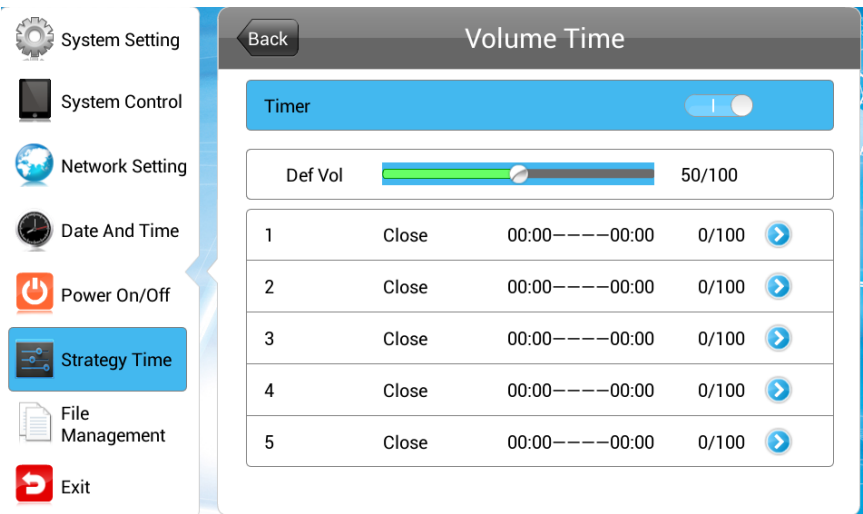 System Setting
System Control
Network Setting
Date And Time
Power On/Off
Strategy Time
File
Management
Exit
Back
Volume Time
Timer
Def Vol 50/100
1 Close 00:00----00:00 0/100
2 Close 00:00----00:00 0/100
3 Close 00:00----00:00 0/100
4 Close 00:00----00:00 0/100
5 Close 00:00----00:00 0/100